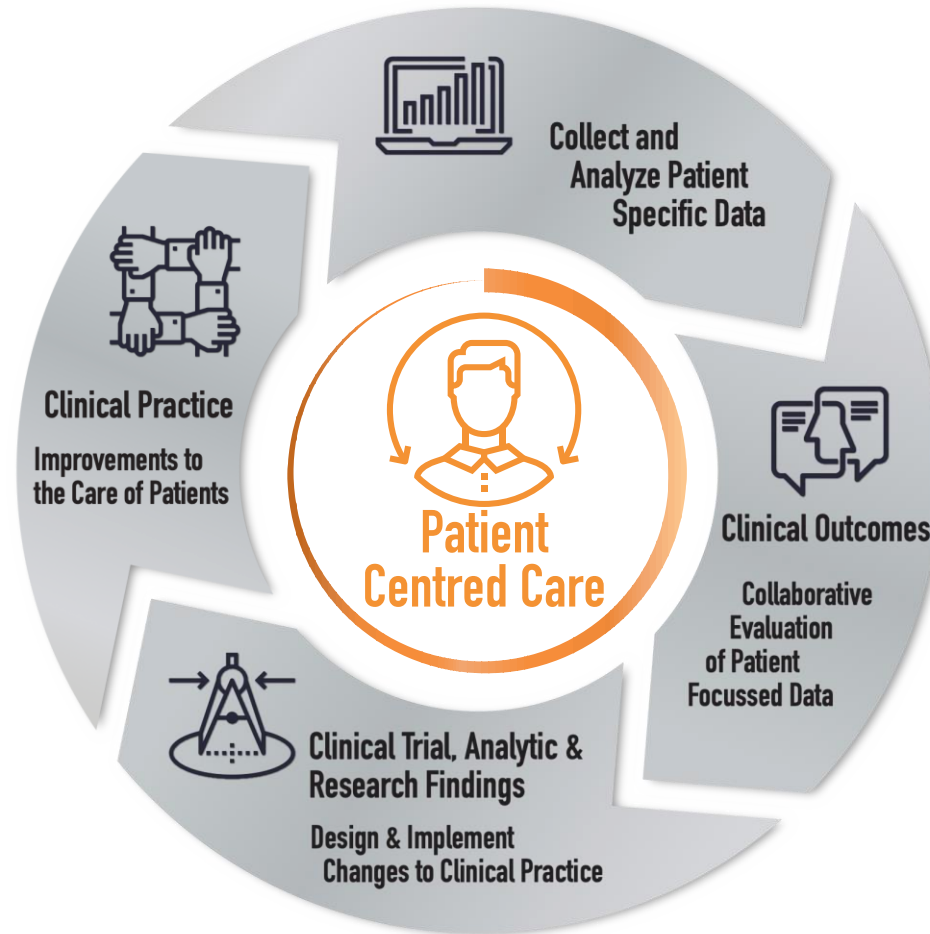 Collect and
Analyze Patient
Specific Data
Clinical Outcomes
Collaborative
Evaluation
of Patient
Focussed Data
Clinical Trial, Analytic &
Research Findings
Design & Implement
Changes to Clinical Practice
Clinical Practice
Improvements to
the Care of Patients
Patient
Centred Care